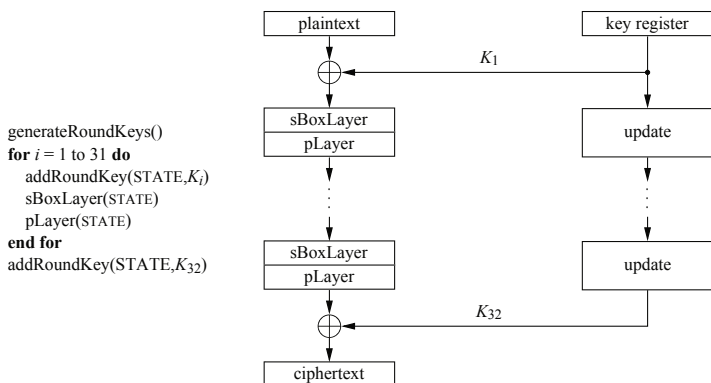 generateRoundKeys()
for i = 1 to 31 do
addRoundKey(STATE,Ki)
sBoxLayer(STATE)
pLayer(STATE)
end for
addRoundKey(STATE,K32)
plaintext
key register
K1
sBoxLayer
pLayer
update
sBoxLayer
pLayer
update
K32
ciphertext